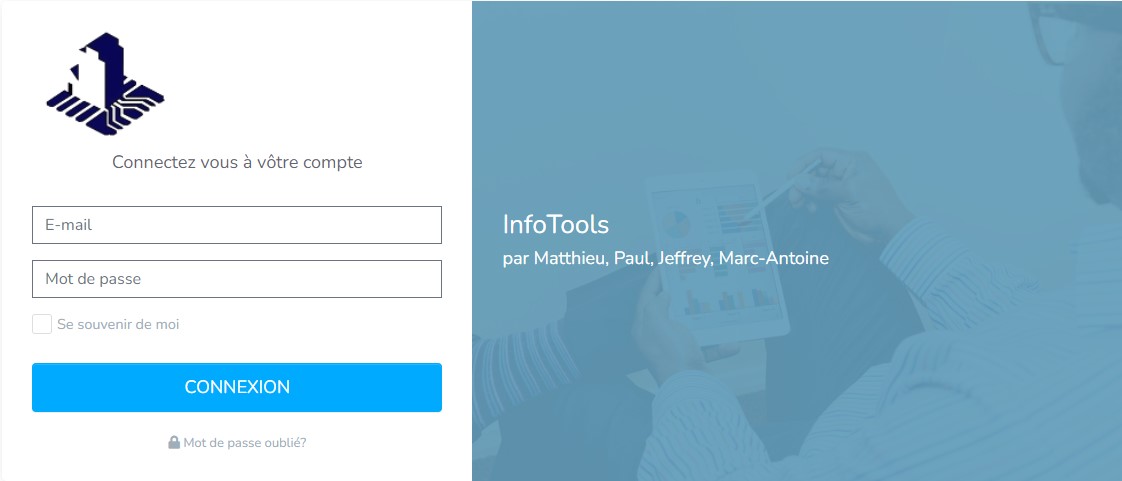 Connectez vous à vôtre compte
E-mail
Mot de passe
Se souvenir de moi
CONNEXION
Mot de passe oublié?
InfoTools
par Matthieu, Paul, Jeffrey, Marc-Antoine